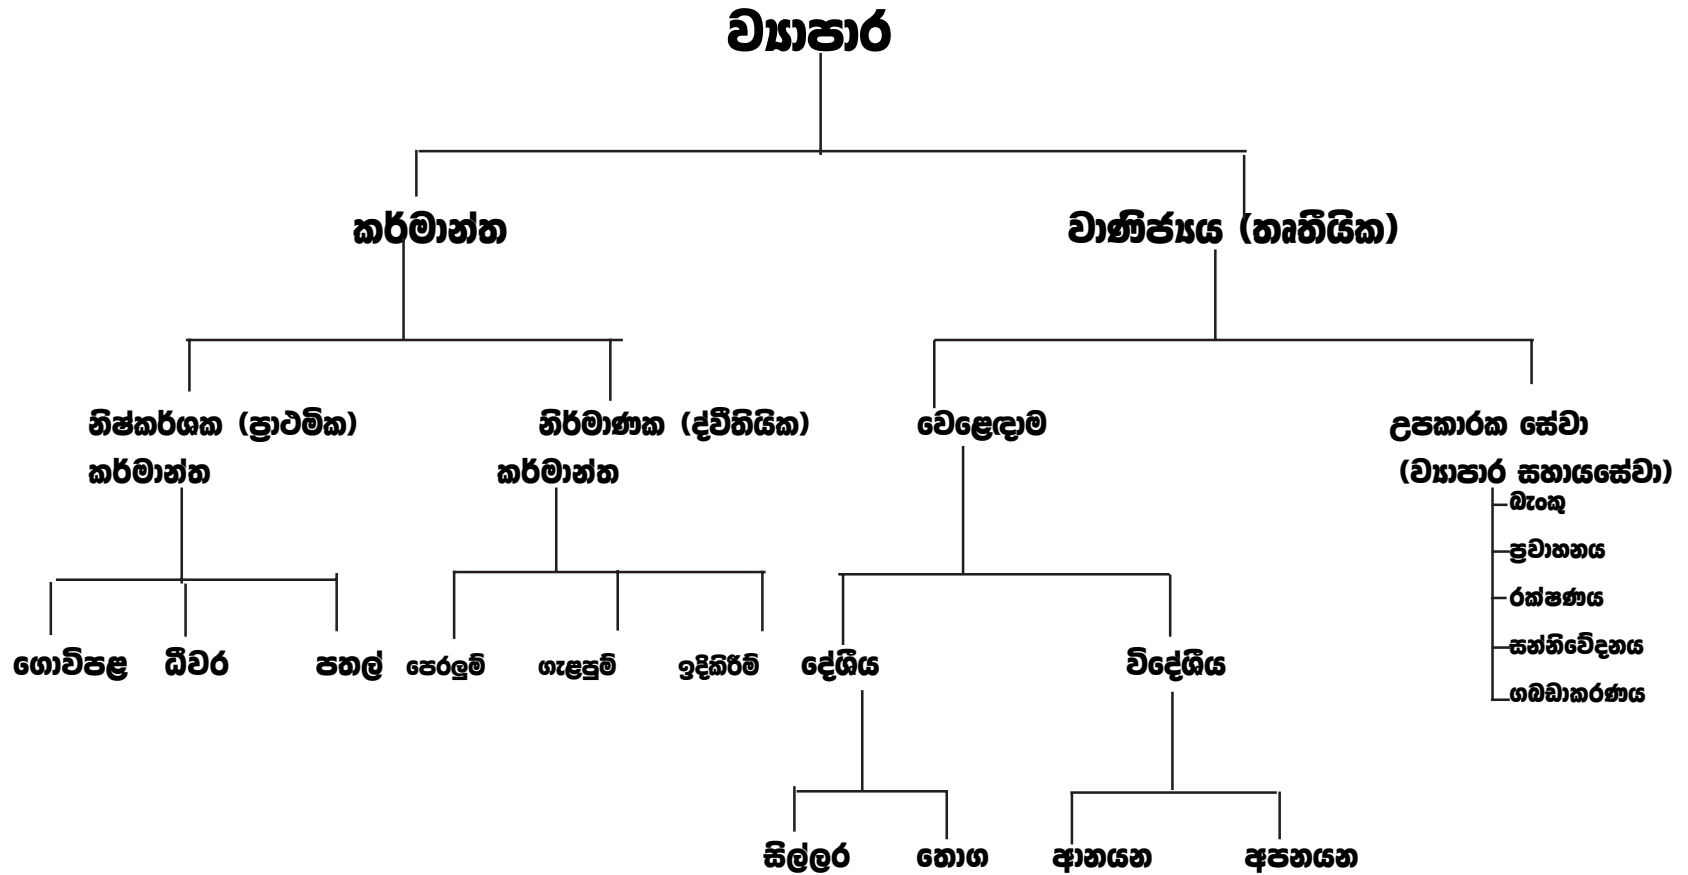 ව්‍යාපාර
කර්මාන්ත
වාණිජ්‍යය (තෘතීයික)
නිෂ්කර්ශක (ප්‍රාථමික)
කර්මාන්ත
නිර්මාණක (ද්වීතියික)
කර්මාන්ත
වෙළෙඳාම
උපකාරක සේවා
(ව්‍යාපාර සහායසේවා)
බැංකු
ප්‍රවාහනය
රක්ෂණය
සන්නිවේදනය
ගබඩාකරණය
ගොවිපළ
ධීවර
පතල්
පෙරලුම්
ගැළපුම්
ඉදිකිරීම්
දේශීය
විදේශීය
සිල්ලර
තොග
ආනයන
අපනයන